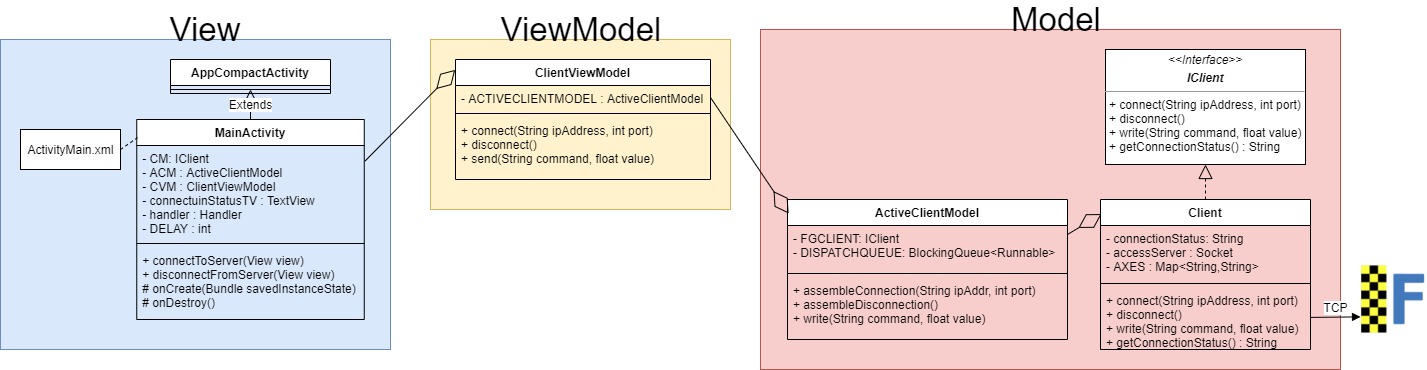 View
AppCompactActivity
Extends
ActivityMain.xml
MainActivity
- CM: IClient
- ACM : ActiveClientModel
- CVM : ClientViewModel
- connectuinStatusTV : TextView
- handler : Handler
- DELAY : int
+ connectToServer(View view)
+ disconnectFromServer(View view)
# onCreate(Bundle savedInstanceState)
# onDestroy()
ViewModel
ClientViewModel
- ACTIVECLIENTMODEL : ActiveClientModel
+ connect(String ipAddress, int port)
+ disconnect()
+ send(String command, float value)
Model
<<Interface>>
IClient
+ connect(String ipAddress, int port)
+ disconnect()
+ write(String command, float value)
+ getConnectionStatus() : String
ActiveClientModel
- FGCLIENT: IClient
- DISPATCHQUEUE: BlockingQueue<Runnable>
+ assembleConnection(String ipAddr, int port)
+ assembleDisconnection()
+ write(String command, float value)
Client
- connectionStatus: String
- accessServer : Socket
- AXES : Map<String,String>
+ connect(String ipAddress, int port)
+ disconnect()
+ write(String command, float value)
+ getConnectionStatus() : String
TCP
F